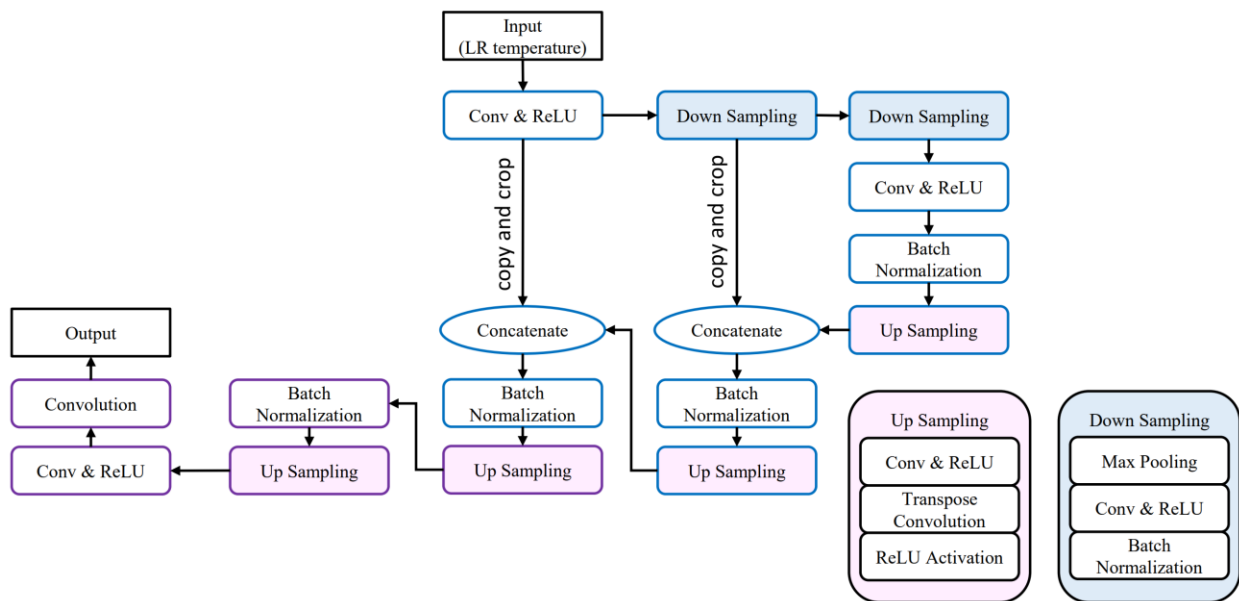 Input
(LR temperature)
Conv & ReLU
Down Sampling
Down Sampling
copy and crop
copy and crop
Conv & ReLU
Batch
Normalization
Up Sampling
Concatenate
Concatenate
Output
Convolution
Conv & ReLU
Batch
Normalization
Up Sampling
Batch
Normalization
Up Sampling
Batch
Normalization
Up Sampling
Up Sampling
Conv & ReLU
Transpose
Convolution
ReLU Activation
Down Sampling
Max Pooling
Conv & ReLU
Batch
Normalization